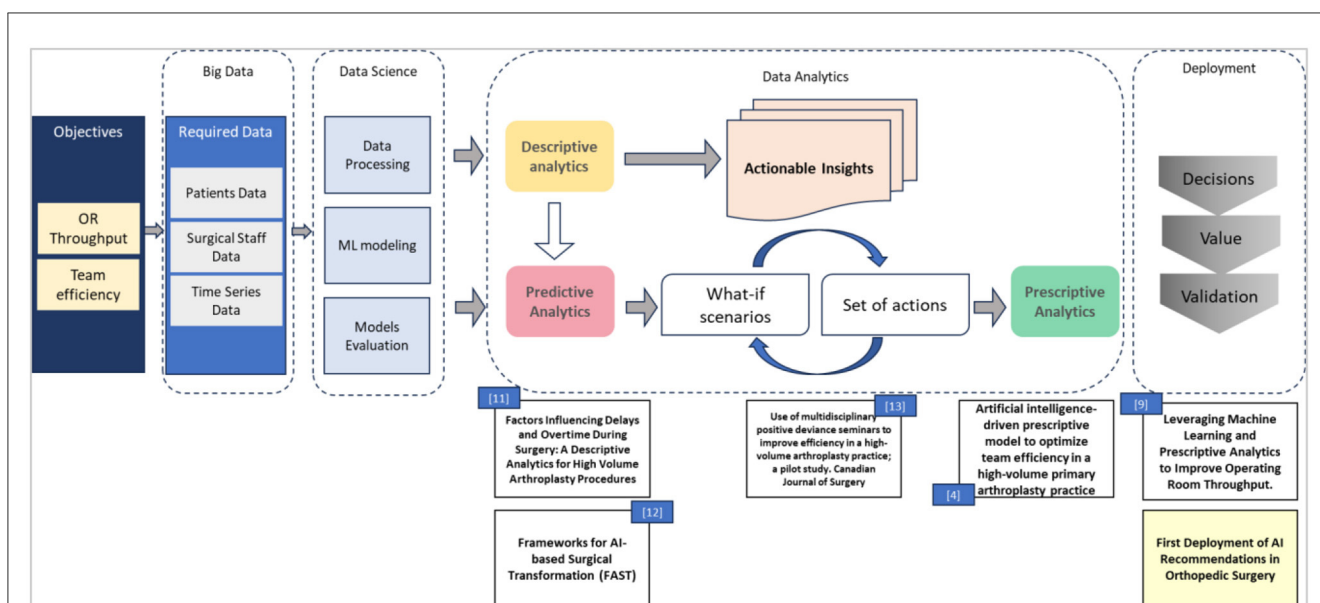 Big Data
Data Science
Data Analytics
Deployment
Objectives
OR
Throughput
Team
efficiency
Required Data
Patients Data
Surgical Staff
Data
Time Series
Data
Data
Processing
ML modeling
Models
Evaluation
Descriptive
analytics
Actionable Insights
Predictive
Analytics
What-if
scenarios
Set of actions
Prescriptive
Analytics
Decisions
Value
Validation
[11]
Factors Influencing Delays
and Overtime During
Surgery: A Descriptive
Analytics for High Volume
Arthroplasty Procedures
[12]
Frameworks for AI-
based Surgical
Transformation (FAST)
[13]
Use of multidisciplinary
positive deviance seminars to
improve efficiency in a high-
volume arthroplasty practice;
a pilot study. Canadian
Journal of Surgery
Artificial intelligence-
driven prescriptive
model to optimize
team efficiency in a
high-volume primary
arthroplasty practice
[4]
[9]
Leveraging Machine
Learning and
Prescriptive Analytics
to Improve Operating
Room Throughput.
First Deployment of AI
Recommendations in
Orthopedic Surgery